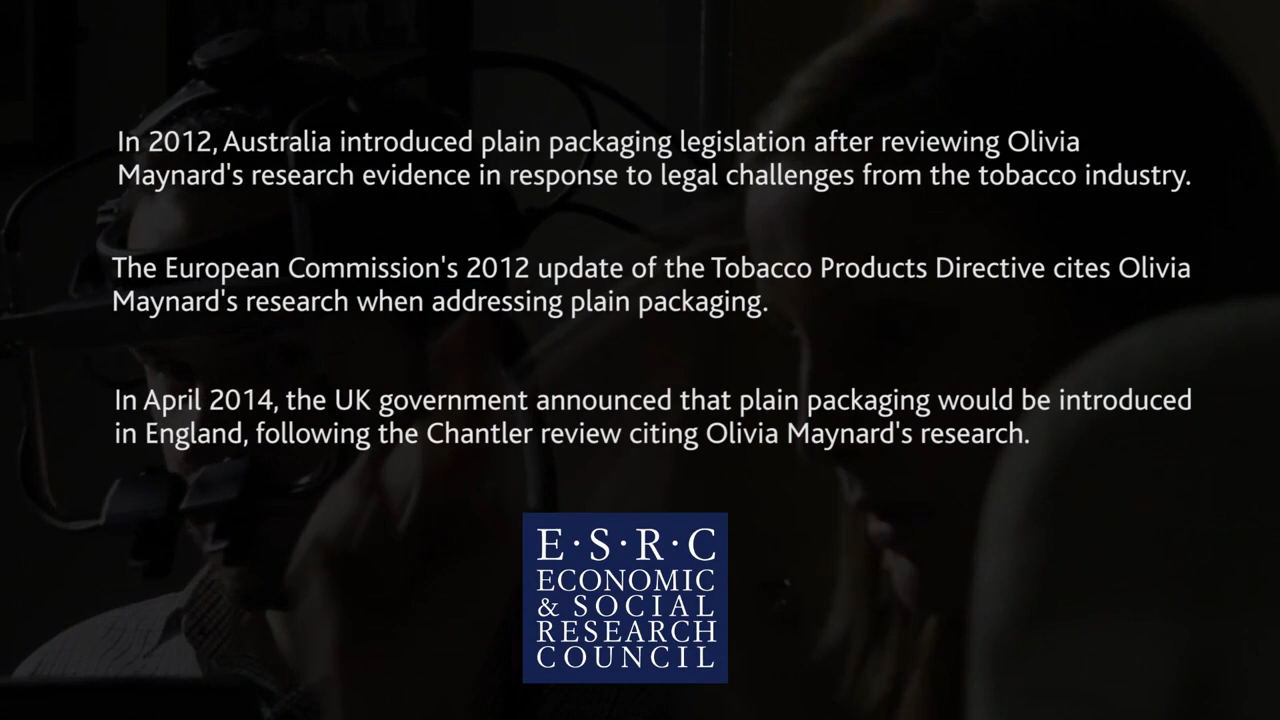 In 2012, Australia introduced plain packaging legislation after reviewing Olivia
Maynard's research evidence in response to legal challenges from the tobacco industry.
The European Commission's 2012 update of the Tobacco Products Directive cites Olivia
Maynard's research when addressing plain packaging.
In April 2014, the UK government announced that plain packaging would be introduced
in England, following the Chantler review citing Olivia Maynard's research.
E·S·R·C
ECONOMIC
& SOCIAL
RESEARCH
COUNCIL